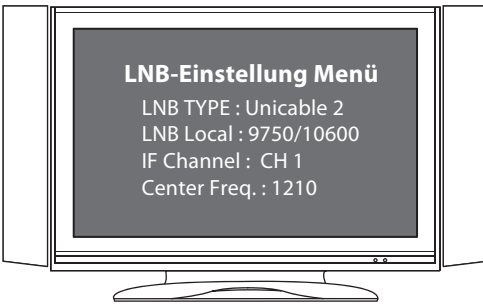 LNB-Einstellung Menü
LNB TYPE : Unicable 2
LNB Local : 9750/10600
IF Channel :  CH 1
Center Freq. : 1210